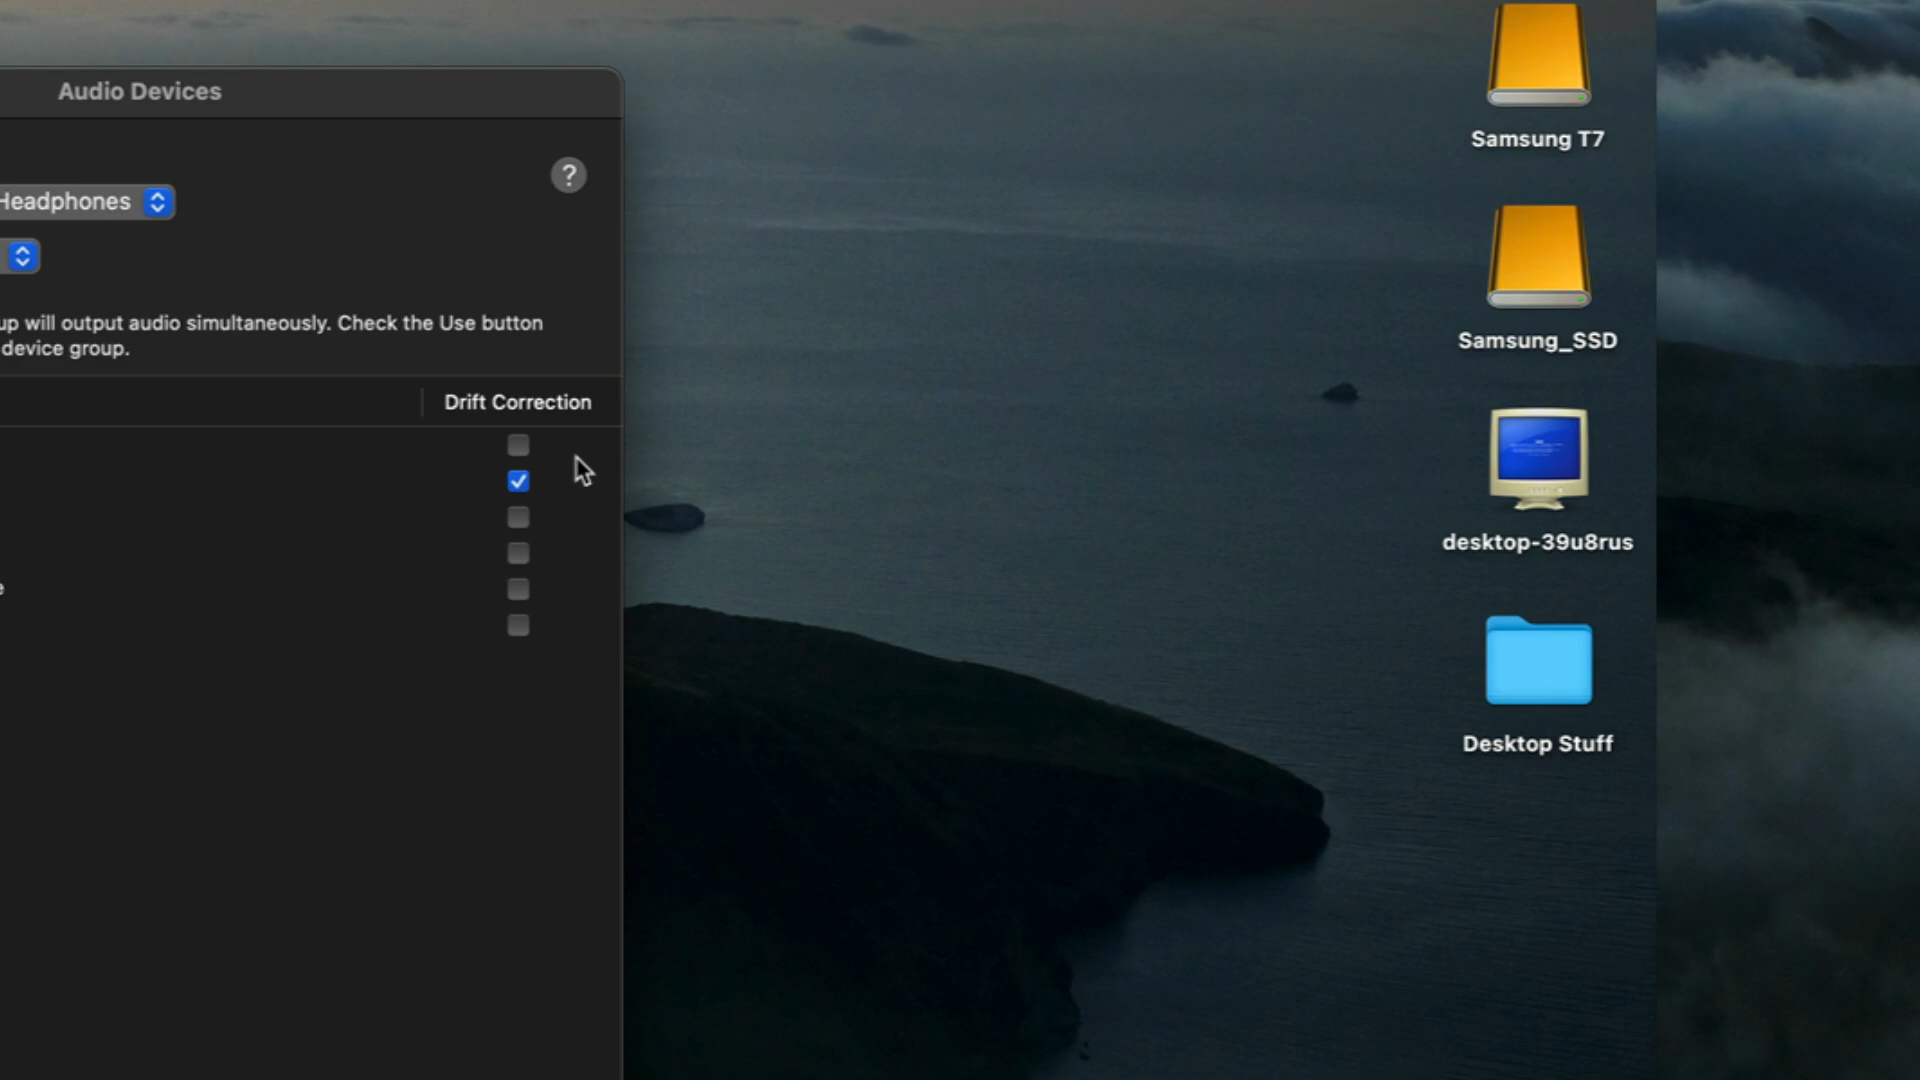 Audio Devices
?
Headphones
up will output audio simultaneously. Check the Use button
device group.
Drift Correction
e
Samsung T7
Samsung_SSD
desktop-39u8rus
Desktop Stuff